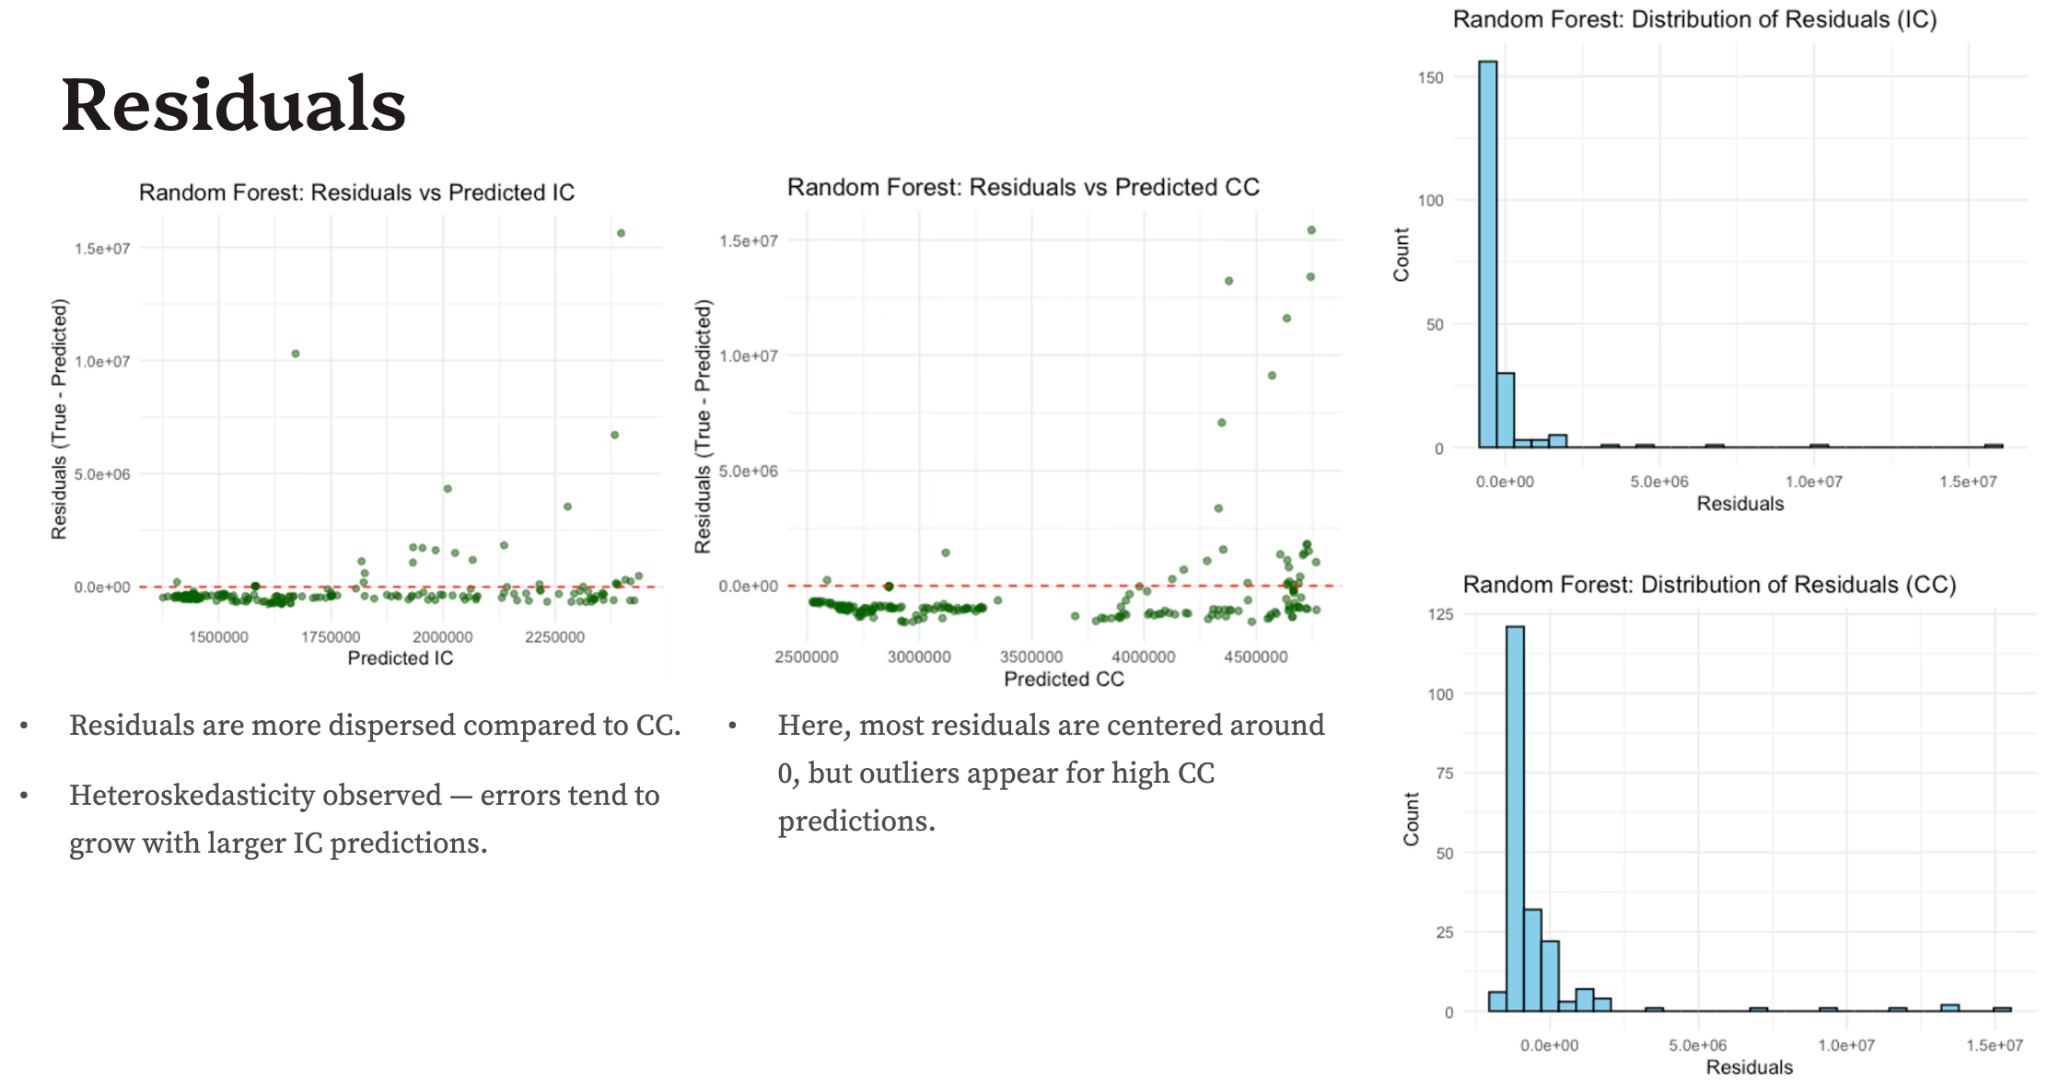 Residuals
Random Forest: Residuals vs Predicted IC
Residuals (True - Predicted)
1.5e+07
1.0e+07
5.0e+06
0.0e+00
1500000 1750000 2000000 2250000
Predicted IC
• Residuals are more dispersed compared to CC.
• Heteroskedasticity observed — errors tend to
grow with larger IC predictions.
Random Forest: Residuals vs Predicted CC
Residuals (True - Predicted)
1.5e+07
1.0e+07
5.0e+06
0.0e+00
2500000 3000000 3500000 4000000 4500000
Predicted CC
• Here, most residuals are centered around
0, but outliers appear for high CC
predictions.
Random Forest: Distribution of Residuals (IC)
Count
150
100
50
0
0.0e+00 5.0e+06 1.0e+07 1.5e+07
Residuals
Random Forest: Distribution of Residuals (CC)
Count
125
100
75
50
25
0
0.0e+00 5.0e+06 1.0e+07 1.5e+07
Residuals